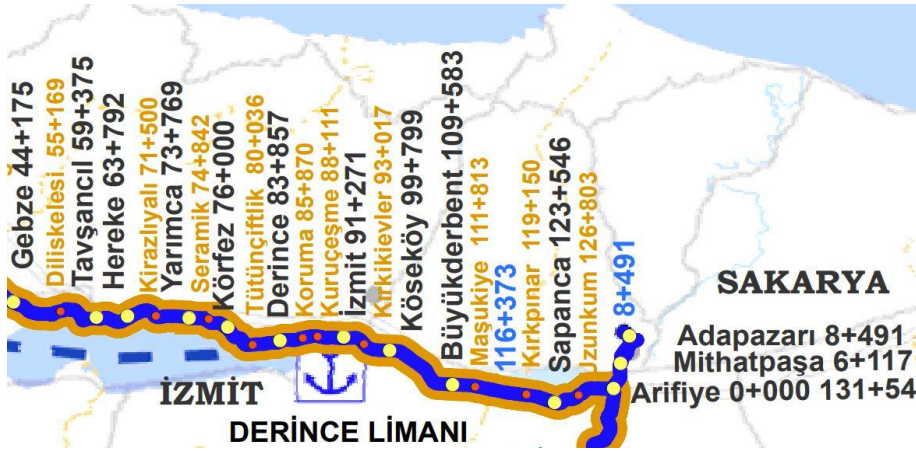 Gebze 44+175
Diliskelesi 55+169
Tavşancıl 59+375
Hereke 63+792
Kirazlıyalı 71+500
Yarımca 73+769
Seramik 74+842
Körfez 76+000
Tütünçiftlik 80+036
Derince 83+857
Koruma 85+870
Kuruçeşme 88+111
İzmit 91+271
Kırkikievler 93+017
Köseköy 99+799
Büyükderbent 109+583
Maşukiye 111+813
116+373
Kırkpınar 119+150
Sapanca 123+546
Uzunkum 126+803
8+491
SAKARYA
Adapazarı 8+491
Mithatpaşa 6+117
Arifiye 0+000 131+54
İZMİT
DERİNCE LİMANI